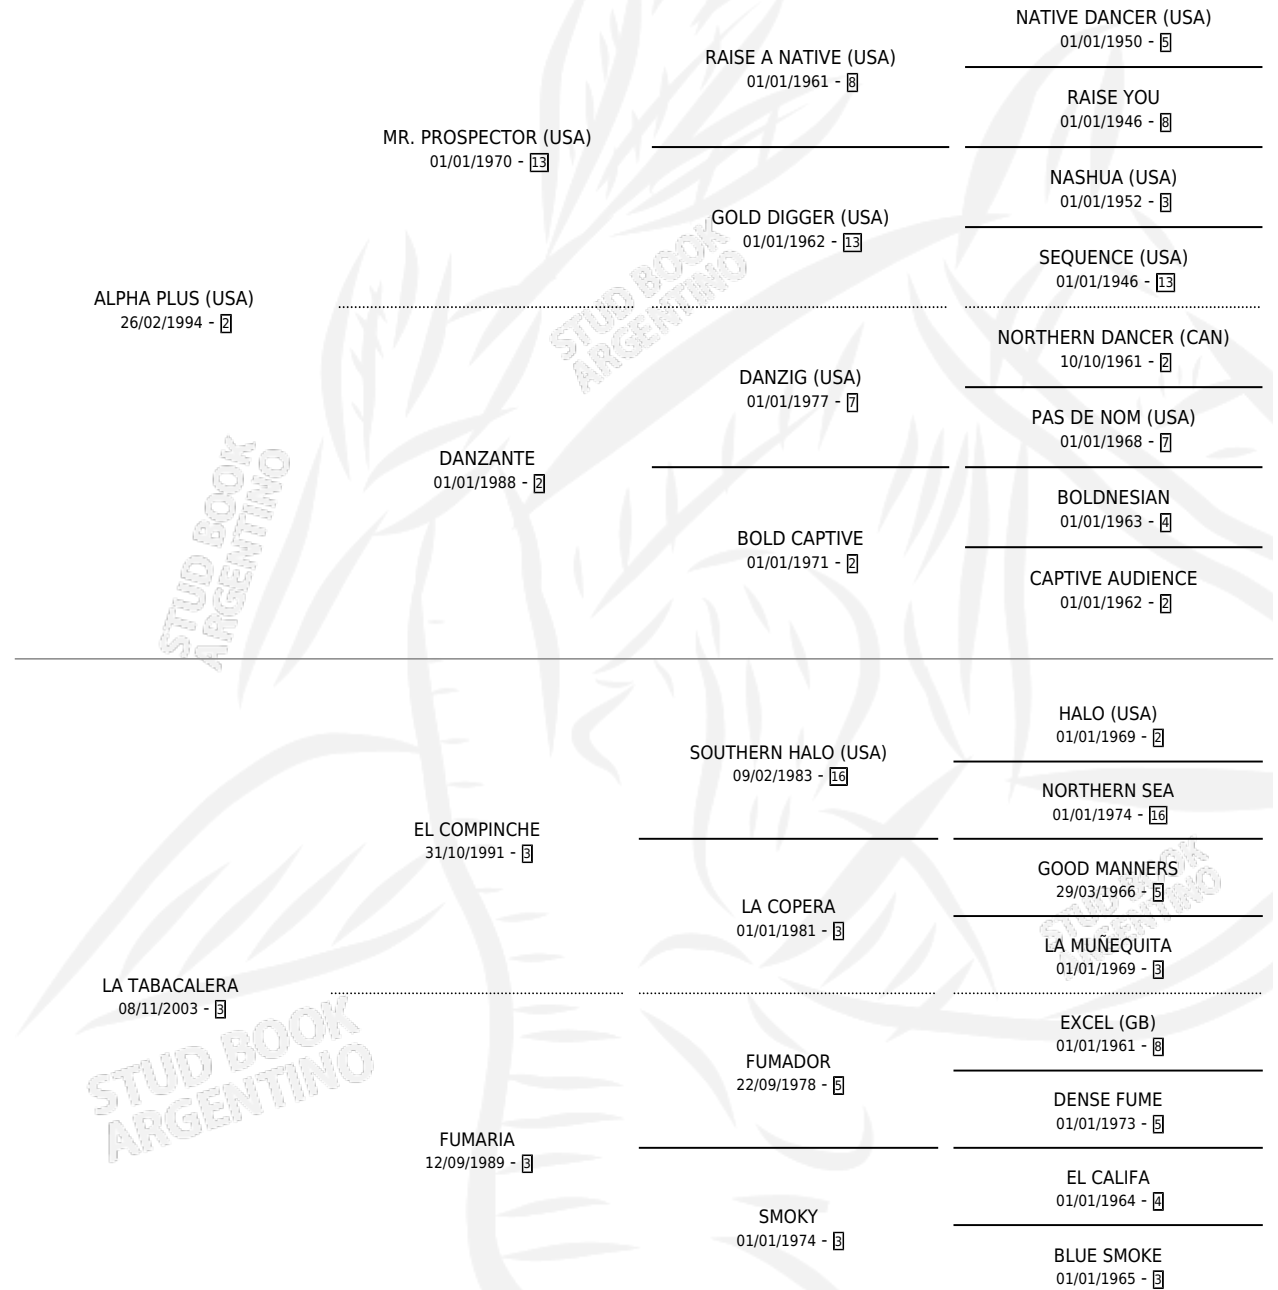 NATIVE DANCER (USA)
01/01/1950 - 5
RAISE A NATIVE (USA)
01/01/1961 - 8
RAISE YOU
01/01/1946 - 8
MR. PROSPECTOR (USA)
01/01/1970 - 13
NASHUA (USA)
01/01/1952 - 3
GOLD DIGGER (USA)
01/01/1962 - 13
SEQUENCE (USA)
01/01/1946 - 13
ALPHA PLUS (USA)
26/02/1994 - 2
NORTHERN DANCER (CAN)
10/10/1961 - 2
DANZIG (USA)
01/01/1977 - 7
PAS DE NOM (USA)
01/01/1968 - 7
DANZANTE
01/01/1988 - 2
BOLDNESIAN
01/01/1963 - 4
BOLD CAPTIVE
01/01/1971 - 2
CAPTIVE AUDIENCE
01/01/1962 - 2
HALO (USA)
01/01/1969 - 2
SOUTHERN HALO (USA)
09/02/1983 - 16
NORTHERN SEA
01/01/1974 - 16
EL COMPINCHE
31/10/1991 - 3
GOOD MANNERS
29/03/1966 - 5
LA COPERA
01/01/1981 - 3
LA MUÑEQUITA
01/01/1969 - 3
LA TABACALERA
08/11/2003 - 3
EXCEL (GB)
01/01/1961 - 8
FUMADOR
22/09/1978 - 5
DENSE FUME
01/01/1973 - 5
FUMARIA
12/09/1989 - 3
EL CALIFA
01/01/1964 - 4
SMOKY
01/01/1974 - 3
BLUE SMOKE
01/01/1965 - 3
STUD BOOK
ARGENTINO
STUD BOOK
ARGENTINO
STUD BOOK
ARGENTINO
STUD BOOK
ARGENTINO